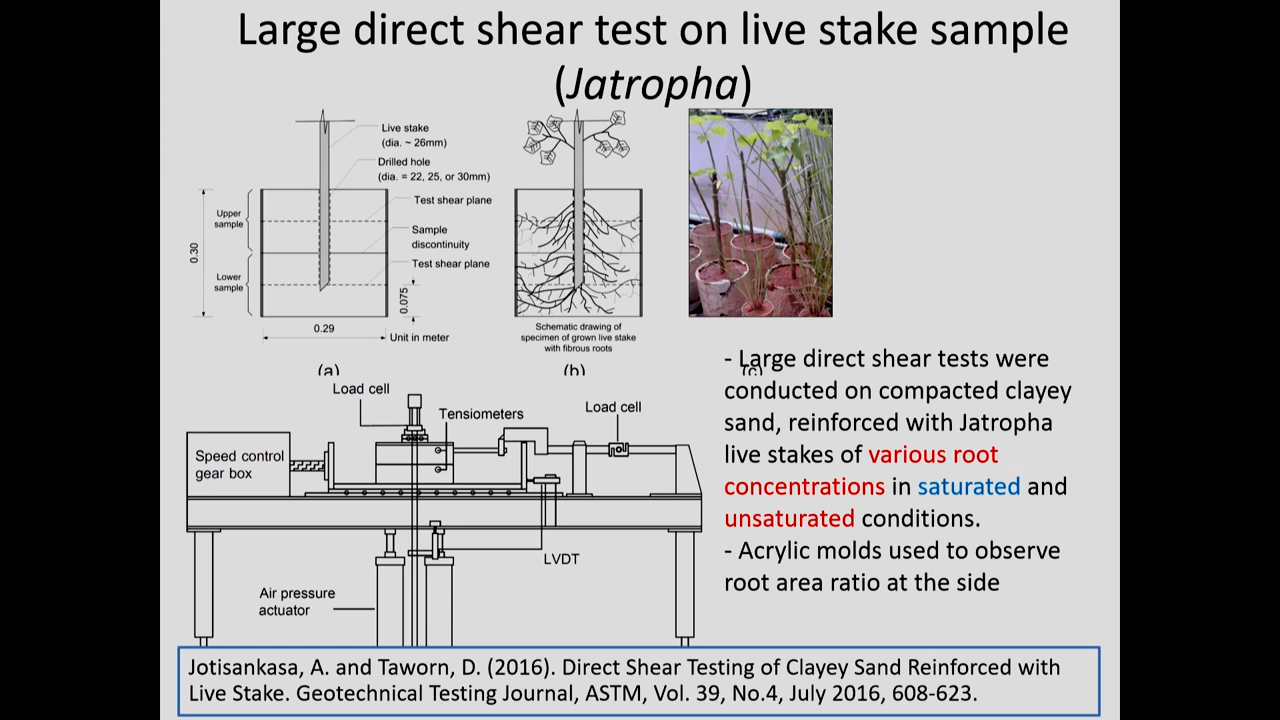 Large direct shear test on live stake sample
(Jatropha)
Live stake
(dia. ~ 26mm)
Drilled hole
(dia. = 22, 25, or 30mm)
Test shear plane
Upper
sample
Sample
discontinuity
0.30
Test shear plane
Lower
sample
0.075
0.29
Unit in meter
(a)
Schematic drawing of
specimen of grown live stake
with fibrous roots
(b)
(c)
Load cell
Tensiometers
Load cell
Speed control
gear box
LVDT
Air pressure
actuator
- Large direct shear tests were
conducted on compacted clayey
sand, reinforced with Jatropha
live stakes of various root
concentrations in saturated and
unsaturated conditions.
- Acrylic molds used to observe
root area ratio at the side
Jotisankasa, A. and Taworn, D. (2016). Direct Shear Testing of Clayey Sand Reinforced with
Live Stake. Geotechnical Testing Journal, ASTM, Vol. 39, No.4, July 2016, 608-623.